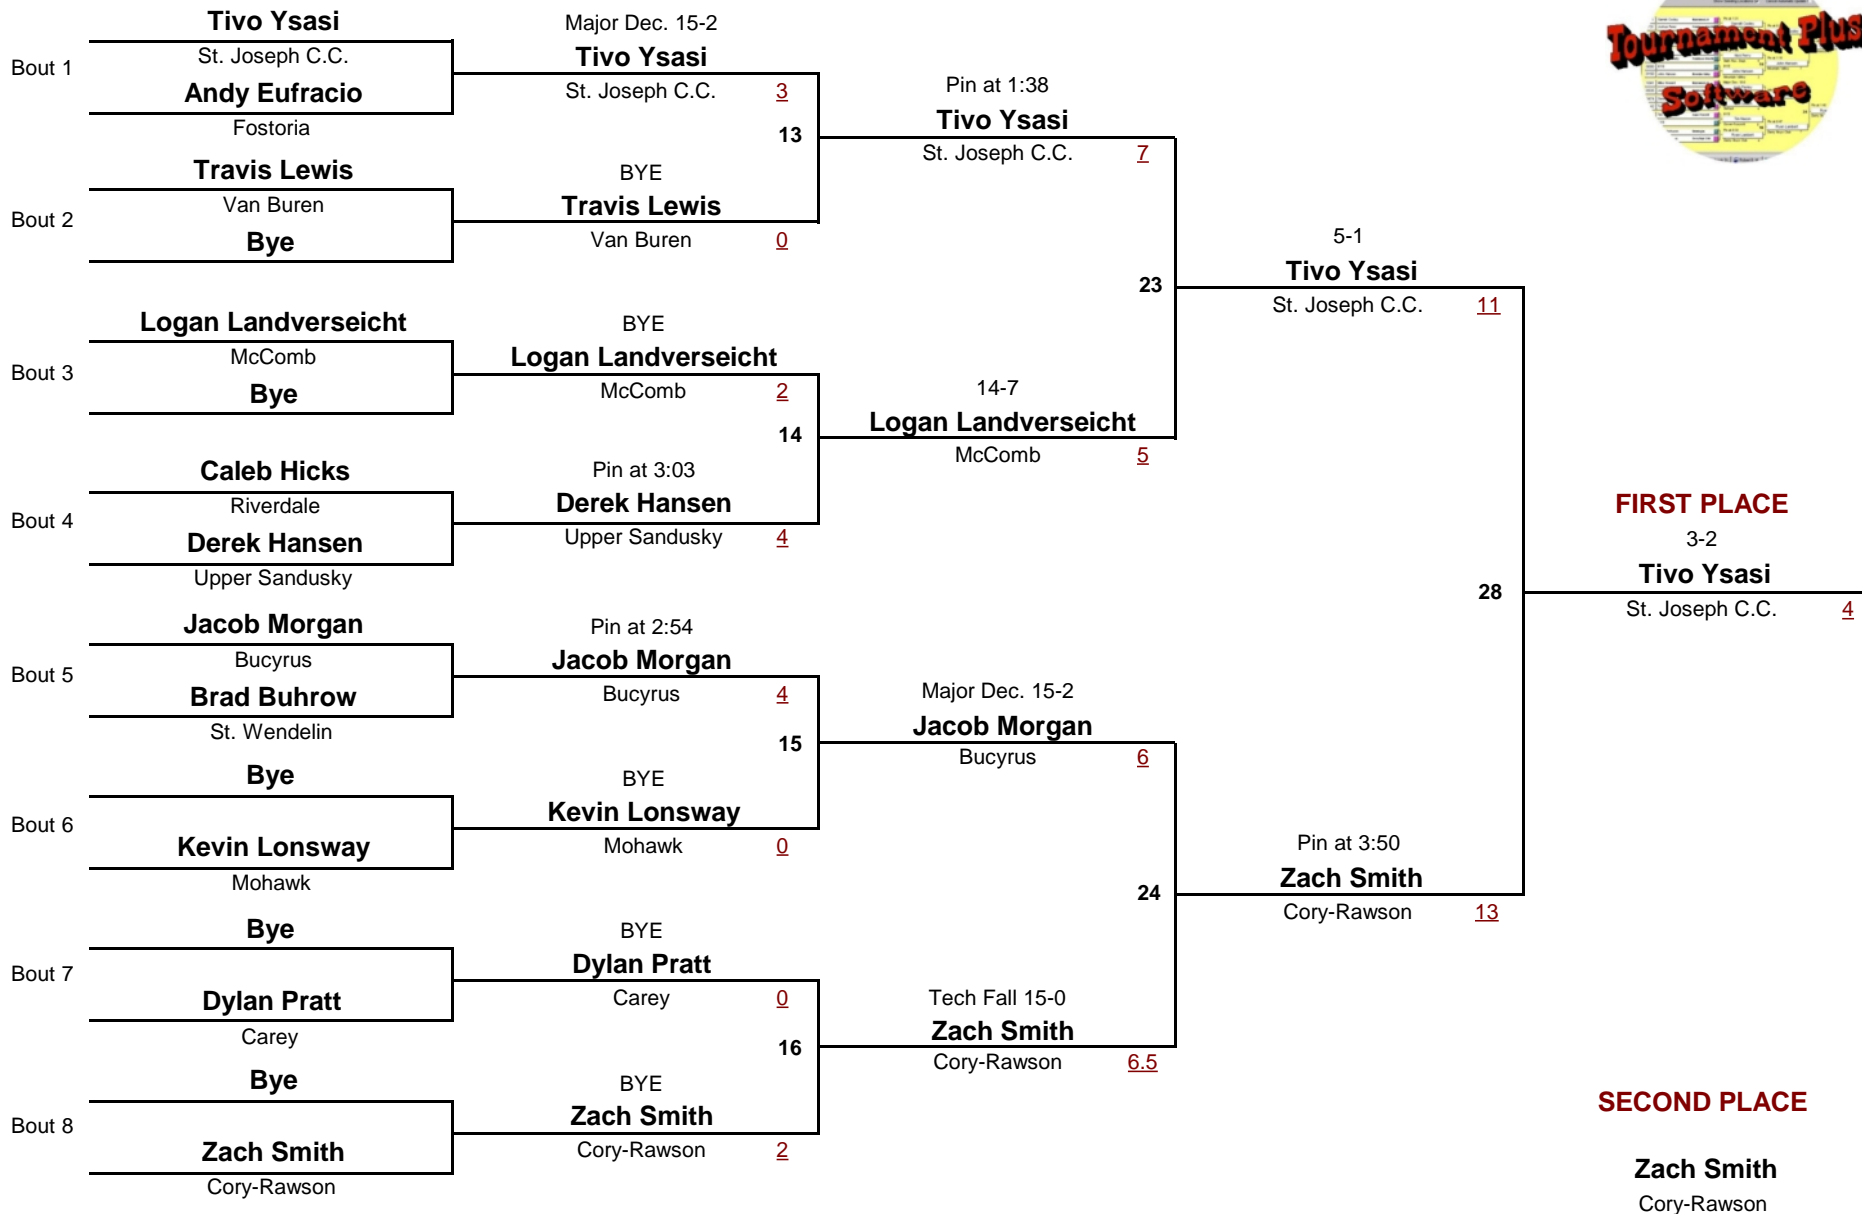 Tivo Ysasi
Bout 1
St. Joseph C.C.
Andy Eufracio
Fostoria
Travis Lewis
Bout 2
Van Buren
Bye
Logan Landverseicht
Bout 3
McComb
Bye
Caleb Hicks
Bout 4
Riverdale
Derek Hansen
Upper Sandusky
Jacob Morgan
Bout 5
Bucyrus
Brad Buhrow
St. Wendelin
Bye
Bout 6
Kevin Lonsway
Mohawk
Bye
Bout 7
Dylan Pratt
Carey
Bye
Bout 8
Zach Smith
Cory-Rawson
Major Dec. 15-2
Tivo Ysasi
St. Joseph C.C. 3
13
BYE
Travis Lewis
Van Buren 0
BYE
Logan Landverseicht
McComb 2
14
Pin at 3:03
Derek Hansen
Upper Sandusky 4
Pin at 2:54
Jacob Morgan
Bucyrus 4
15
BYE
Kevin Lonsway
Mohawk 0
BYE
Dylan Pratt
Carey 0
16
BYE
Zach Smith
Cory-Rawson 2
Pin at 1:38
Tivo Ysasi
St. Joseph C.C. 7
23
14-7
Logan Landverseicht
McComb 5
Major Dec. 15-2
Jacob Morgan
Bucyrus 6
24
Tech Fall 15-0
Zach Smith
Cory-Rawson 6.5
5-1
Tivo Ysasi
St. Joseph C.C. 11
28
Pin at 3:50
Zach Smith
Cory-Rawson 13
Tournament Plus
Software
FIRST PLACE
3-2
Tivo Ysasi
St. Joseph C.C. 4
SECOND PLACE
Zach Smith
Cory-Rawson